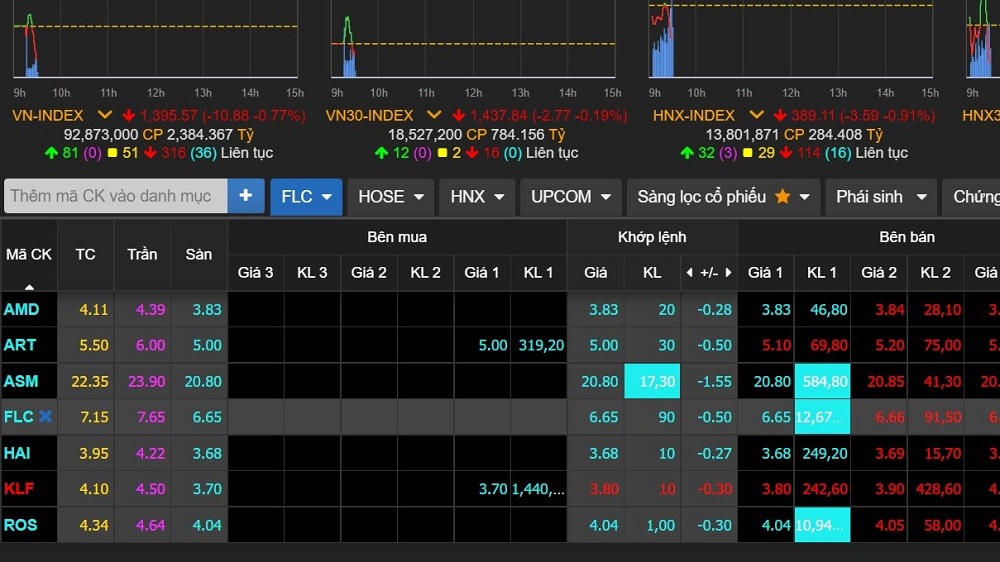 9h 10h 11h 12h 13h 14h 15h 9h 10h 11h 12h 13h 14h 15h 9h 10h 11h 12h 13h 14h 15h 9h
VN-INDEX 1,395.57 (-10.88 -0.77%) VN30-INDEX 1,437.84 (-2.77 -0.19%) HNX-INDEX 389.11 (-3.59 -0.91%) HNX3
92,873,000 CP 2,384.367 Tỷ 18,527,200 CP 784.156 Tỷ 13,801,871 CP 284.408 Tỷ
81 (0) 51 316 (36) Liên tục 12 (0) 2 16 (0) Liên tục 32 (3) 29 114 (16) Liên tục
Thêm mã CK vào danh mục + FLC HOSE HNX UPCOM Sàng lọc cổ phiếu Phái sinh Chứng
Mã CK TC Trần Sàn Bên mua Khớp lệnh Bên bán
Giá 3 KL 3 Giá 2 KL 2 Giá 1 KL 1 Giá KL +/- Giá 1 KL 1 Giá 2 KL 2 Giá
AMD 4.11 4.39 3.83 3.83 20 -0.28 3.83 46,80 3.84 28,10 3.
ART 5.50 6.00 5.00 5.00 319,20 5.00 30 -0.50 5.10 69,80 5.20 75,00 5.
ASM 22.35 23.90 20.80 20.80 17,30 -1.55 20.80 584,80 20.85 41,30 20.
FLC 7.15 7.65 6.65 6.65 90 -0.50 6.65 12,67... 6.66 91,50 6
HAI 3.95 4.22 3.68 3.68 10 -0.27 3.68 249,20 3.69 15,70 3.
KLF 4.10 4.50 3.70 3.70 1,440,... 3.80 10 -0.30 3.80 242,60 3.90 428,60 4.
ROS 4.34 4.64 4.04 4.04 1,00 -0.30 4.04 10,94... 4.05 58,00 4.